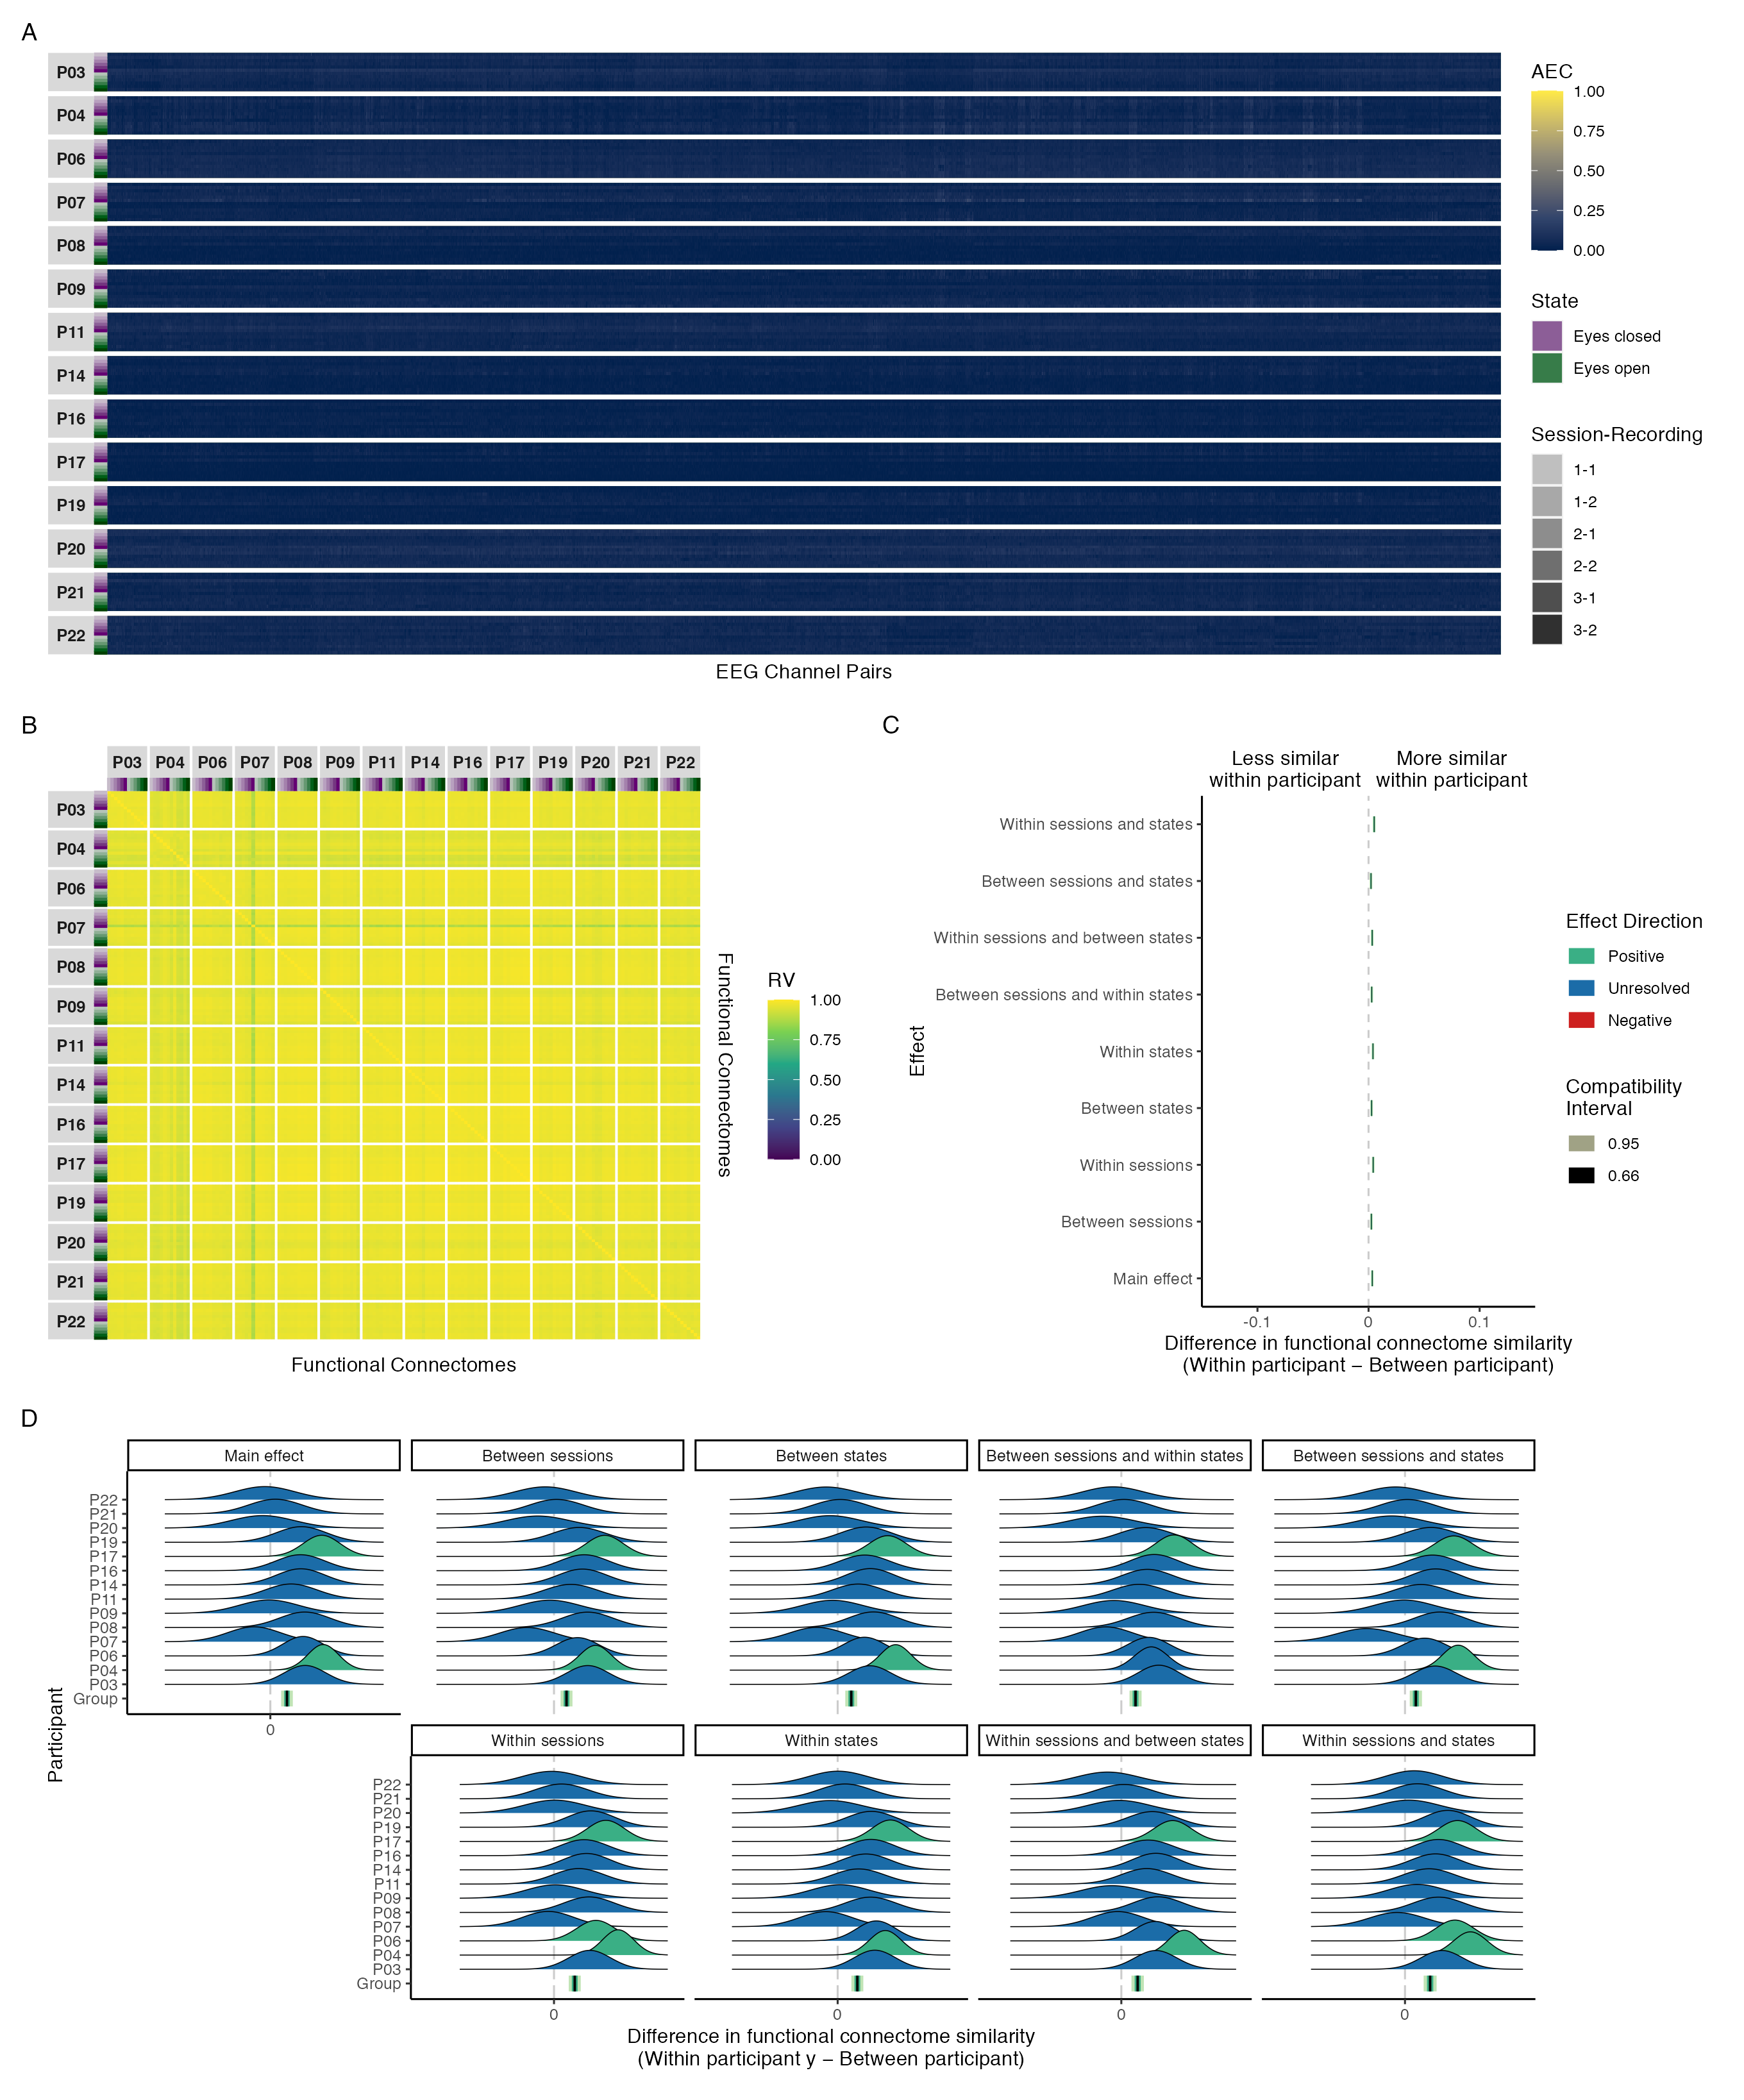 A
P03
P04
P06
P07
P08
P09
P11
P14
P16
P17
P19
P20
P21
P22
EEG Channel Pairs
AEC
1.00
0.75
0.50
0.25
0.00
State
Eyes closed
Eyes open
Session-Recording
1-1
1-2
2-1
2-2
3-1
3-2
B
P03 P04 P06 P07 P08 P09 P11 P14 P16 P17 P19 P20 P21 P22
P03
P04
P06
P07
P08
P09
P11
P14
P16
P17
P19
P20
P21
P22
Functional Connectomes
Functional Connectomes
RV
1.00
0.75
0.50
0.25
0.00
C
Less similar
within participant
More similar
within participant
Effect
Within sessions and states
Between sessions and states
Within sessions and between states
Between sessions and within states
Within states
Between states
Within sessions
Between sessions
Main effect
-0.1 0 0.1
Difference in functional connectome similarity
(Within participant − Between participant)
Effect Direction
Positive
Unresolved
Negative
Compatibility
Interval
0.95
0.66
D
Participant
Main effect
Between sessions
Between states
Between sessions and within states
Between sessions and states
P22
P21
P20
P19
P17
P16
P14
P11
P09
P08
P07
P06
P04
P03
Group
0
Within sessions
Within states
Within sessions and between states
Within sessions and states
P22
P21
P20
P19
P17
P16
P14
P11
P09
P08
P07
P06
P04
P03
Group
0 0 0 0
Difference in functional connectome similarity
(Within participant y − Between participant)